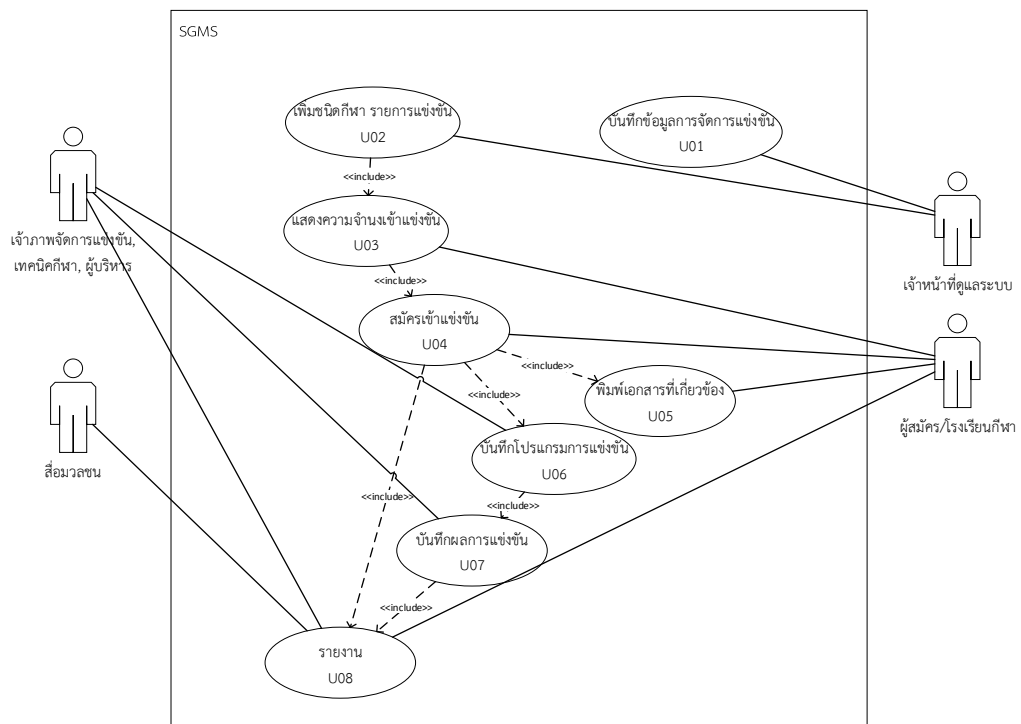 SGMS
เพิ่มชนิดกีฬา รายการแข่งขัน
U02
บันทึกข้อมูลการจัดการแข่งขัน
U01
<<include>>
เจ้าภาพจัดการแข่งขัน,
เทคนิคกีฬา, ผู้บริหาร
แสดงความจำนงเข้าแข่งขัน
U03
เจ้าหน้าที่ดูแลระบบ
<<include>>
สมัครเข้าแข่งขัน
U04
<<include>>
พิมพ์เอกสารที่เกี่ยวข้อง
U05
<<include>>
ผู้สมัคร/โรงเรียนกีฬา
สื่อมวลชน
บันทึกโปรแกรมการแข่งขัน
U06
<<include>>
<<include>>
บันทึกผลการแข่งขัน
U07
<<include>>
รายงาน
U08